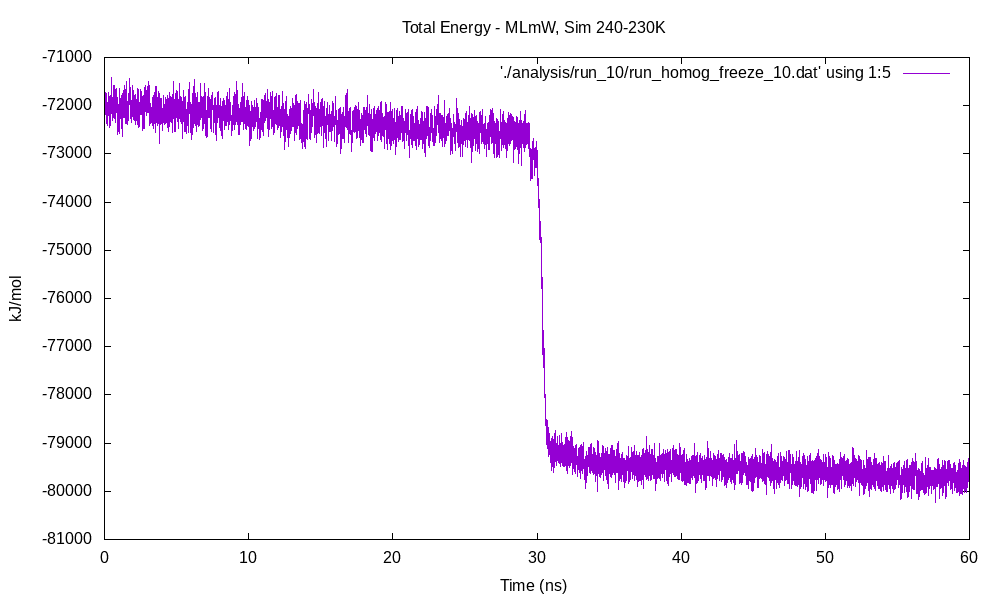 Total Energy - MLmW, Sim 240-230K
'./analysis/run_10/run_homog_freeze_10.dat' using 1:5
-71000
-72000
-73000
-74000
-75000
-76000
-77000
-78000
-79000
-80000
-81000
kJ/mol
0 10 20 30 40 50 60
Time (ns)